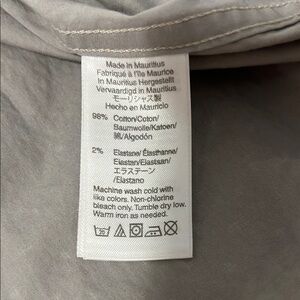 Made in Mauritius
Fabriqué à l'île Maurice
In Mauritius Hergestellt
Vervaardigd in Mauritius
モーリシャス製
Hecho en Mauricio
98% Cotton/Coton/
Baumwolle/Katoen/
綿/Algodón
2% Elastane/Élasthanne/
Elastan/Elastaan/
エラステーン
/Elastano
Machine wash cold with
like colors. Non-chlorine
bleach only. Tumble dry low.
Warm iron as needed.
30